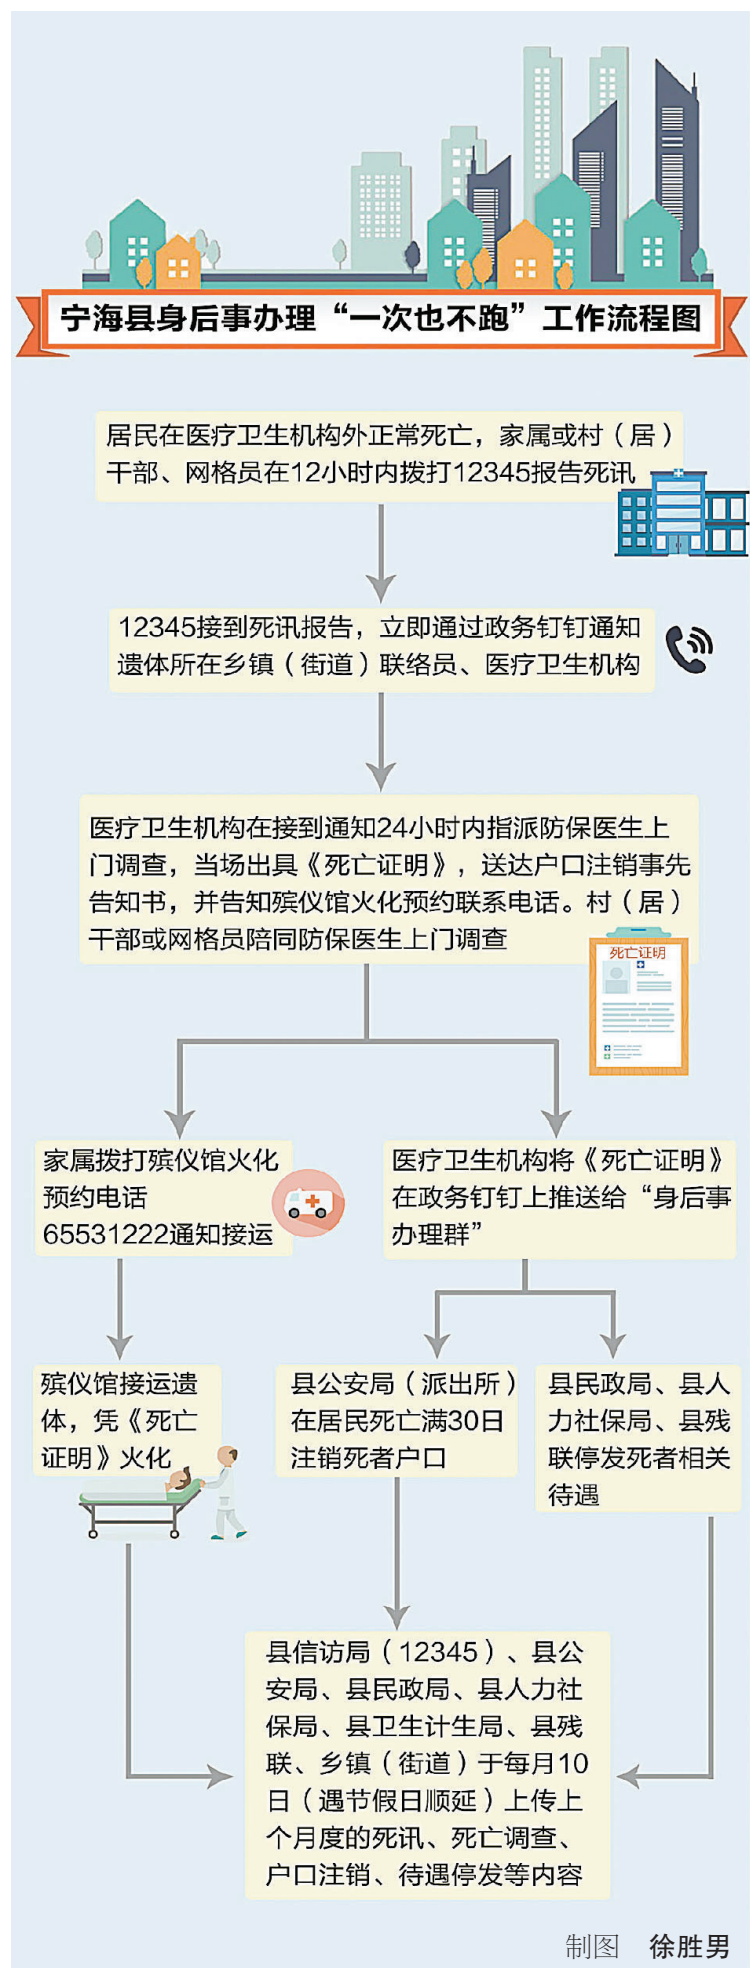 宁海县身后事办理“一次也不跑”工作流程图
居民在医疗卫生机构外正常死亡，家属或村（居）
干部、网格员在12小时内拨打12345报告死讯
12345接到死讯报告，立即通过政务钉钉通知
遗体所在乡镇（街道）联络员、医疗卫生机构
医疗卫生机构在接到通知24小时内指派防保医生上
门调查，当场出具《死亡证明》，送达户口注销事先
告知书，并告知殡仪馆火化预约联系电话。村（居）
干部或网格员陪同防保医生上门调查
死亡证明
家属拨打殡仪馆火化
预约电话
65531222通知接运
医疗卫生机构将《死亡证明》
在政务钉钉上推送给“身后事
办理群”
殡仪馆接运遗
体，凭《死亡
证明》火化
县公安局（派出所）
在居民死亡满30日
注销死者户口
县民政局、县人
力社保局、县残
联停发死者相关
待遇
县信访局（12345）、县公
安局、县民政局、县人力社
保局、县卫生计生局、县残
联、乡镇（街道）于每月10
日（遇节假日顺延）上传上
个月度的死讯、死亡调查、
户口注销、待遇停发等内容
制图 徐胜男